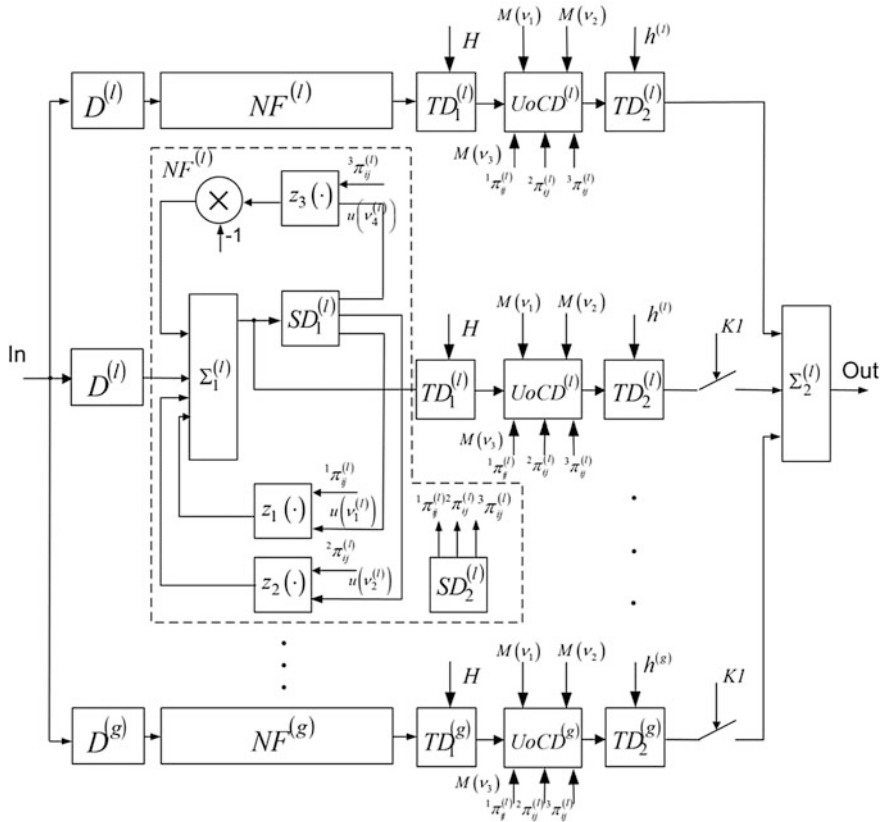 H M(ν₁) M(ν₂) h⁽ˡ⁾
D⁽ˡ⁾ NF⁽ˡ⁾ TD₁⁽ˡ⁾ UoCD⁽ˡ⁾ TD₂⁽ˡ⁾
M(ν₃)
¹πᵢⱼ⁽ˡ⁾ ²πᵢⱼ⁽ˡ⁾ ³πᵢⱼ⁽ˡ⁾
NF⁽ˡ⁾
z₃(·) ³πᵢⱼ⁽ˡ⁾
u(ν₄⁽ˡ⁾)
×
-1
In
D⁽ˡ⁾ Σ₁⁽ˡ⁾ SD₁⁽ˡ⁾
H M(ν₁) M(ν₂) h⁽ˡ⁾ K1
TD₁⁽ˡ⁾ UoCD⁽ˡ⁾ TD₂⁽ˡ⁾ Σ₂⁽ˡ⁾ Out
M(ν₃)
¹πᵢⱼ⁽ˡ⁾ ²πᵢⱼ⁽ˡ⁾ ³πᵢⱼ⁽ˡ⁾
z₁(·) ¹πᵢⱼ⁽ˡ⁾
u(ν₁⁽ˡ⁾)
z₂(·) ²πᵢⱼ⁽ˡ⁾
u(ν₂⁽ˡ⁾)
¹πᵢⱼ⁽ˡ⁾ ²πᵢⱼ⁽ˡ⁾ ³πᵢⱼ⁽ˡ⁾
SD₂⁽ˡ⁾
H M(ν₁) M(ν₂) h⁽ᵍ⁾ K1
D⁽ᵍ⁾ NF⁽ᵍ⁾ TD₁⁽ᵍ⁾ UoCD⁽ᵍ⁾ TD₂⁽ᵍ⁾
M(ν₃)
¹πᵢⱼ⁽ˡ⁾ ²πᵢⱼ⁽ˡ⁾ ³πᵢⱼ⁽ˡ⁾